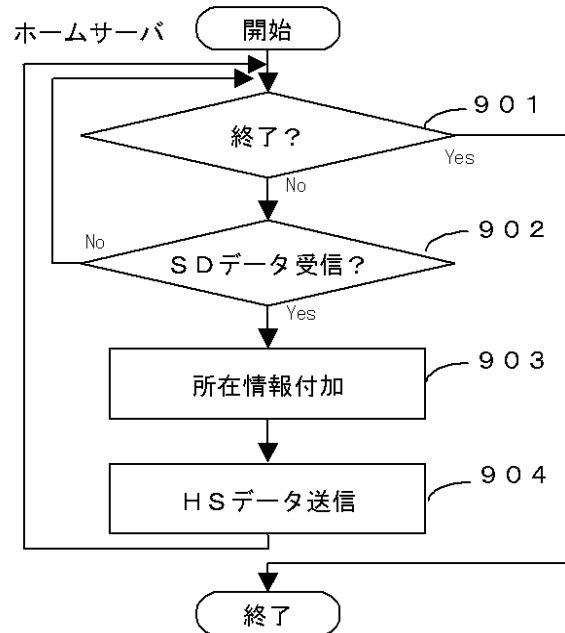 ホームサーバ
開始
終了？
９０１
Yes
No
ＳＤデータ受信？
９０２
No
Yes
所在情報付加
９０３
ＨＳデータ送信
９０４
終了